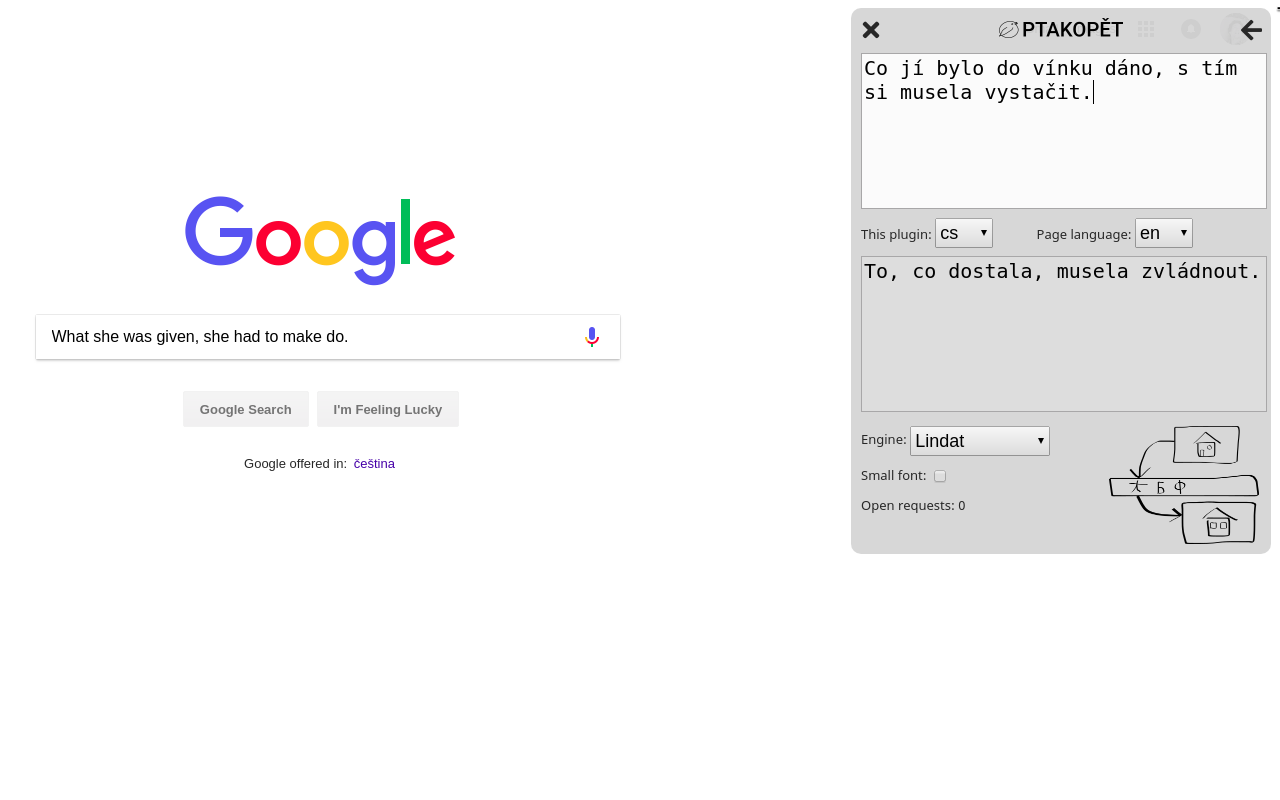 Google
What she was given, she had to make do.
Google Search
I'm Feeling Lucky
Google offered in: čeština
PTAKOPĚT
Co jí bylo do vínku dáno, s tím
si musela vystačit.
This plugin: cs
Page language: en
To, co dostala, musela zvládnout.
Engine: Lindat
Small font:
Open requests: 0